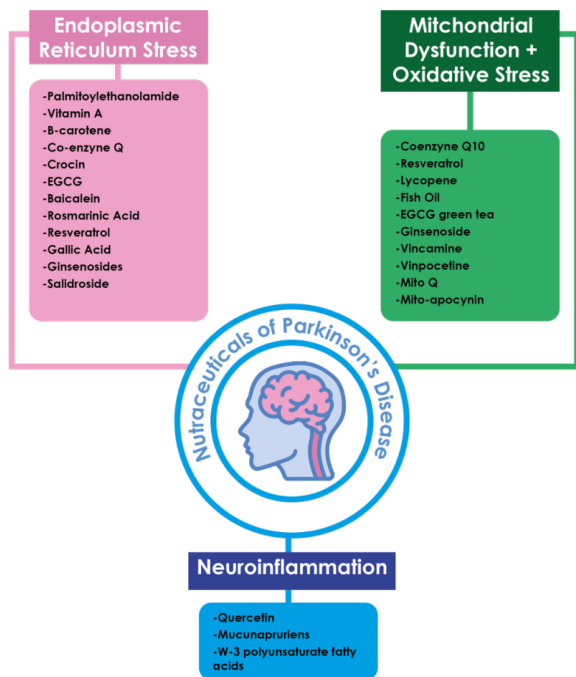 Endoplasmic
Reticulum Stress
-Palmitoylethanolamide
-Vitamin A
-B-carotene
-Co-enzyme Q
-Crocin
-EGCG
-Baicalein
-Rosmarinic Acid
-Resveratrol
-Gallic Acid
-Ginsenosides
-Salidroside
Mitchondrial
Dysfunction +
Oxidative Stress
-Coenzyme Q10
-Resveratrol
-Lycopene
-Fish Oil
-EGCG green tea
-Ginsenoside
-Vincamine
-Vinpocetine
-Mito Q
-Mito-apocynin
Nutraceuticals of Parkinson's Disease
Neuroinflammation
-Quercetin
-Mucunapruriens
-W-3 polyunsaturate fatty
acids